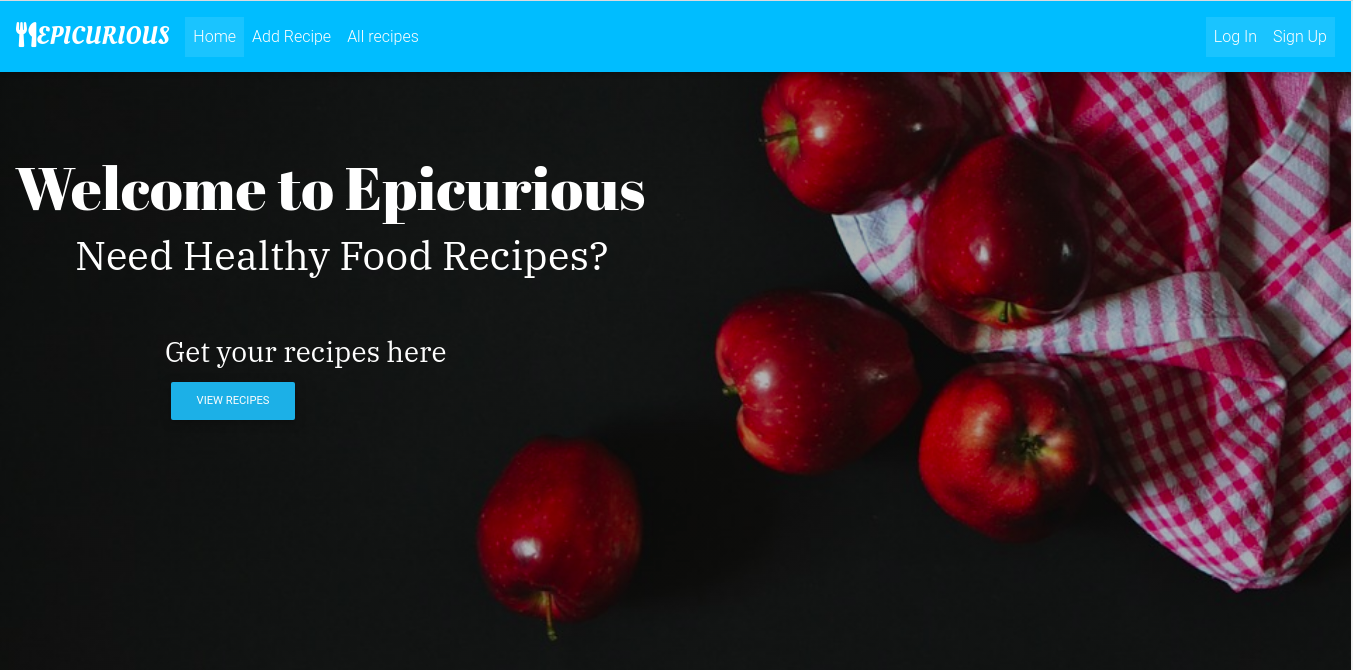 EPICURIOUS Home Add Recipe All recipes Log In Sign Up
Welcome to Epicurious
Need Healthy Food Recipes?
Get your recipes here
VIEW RECIPES